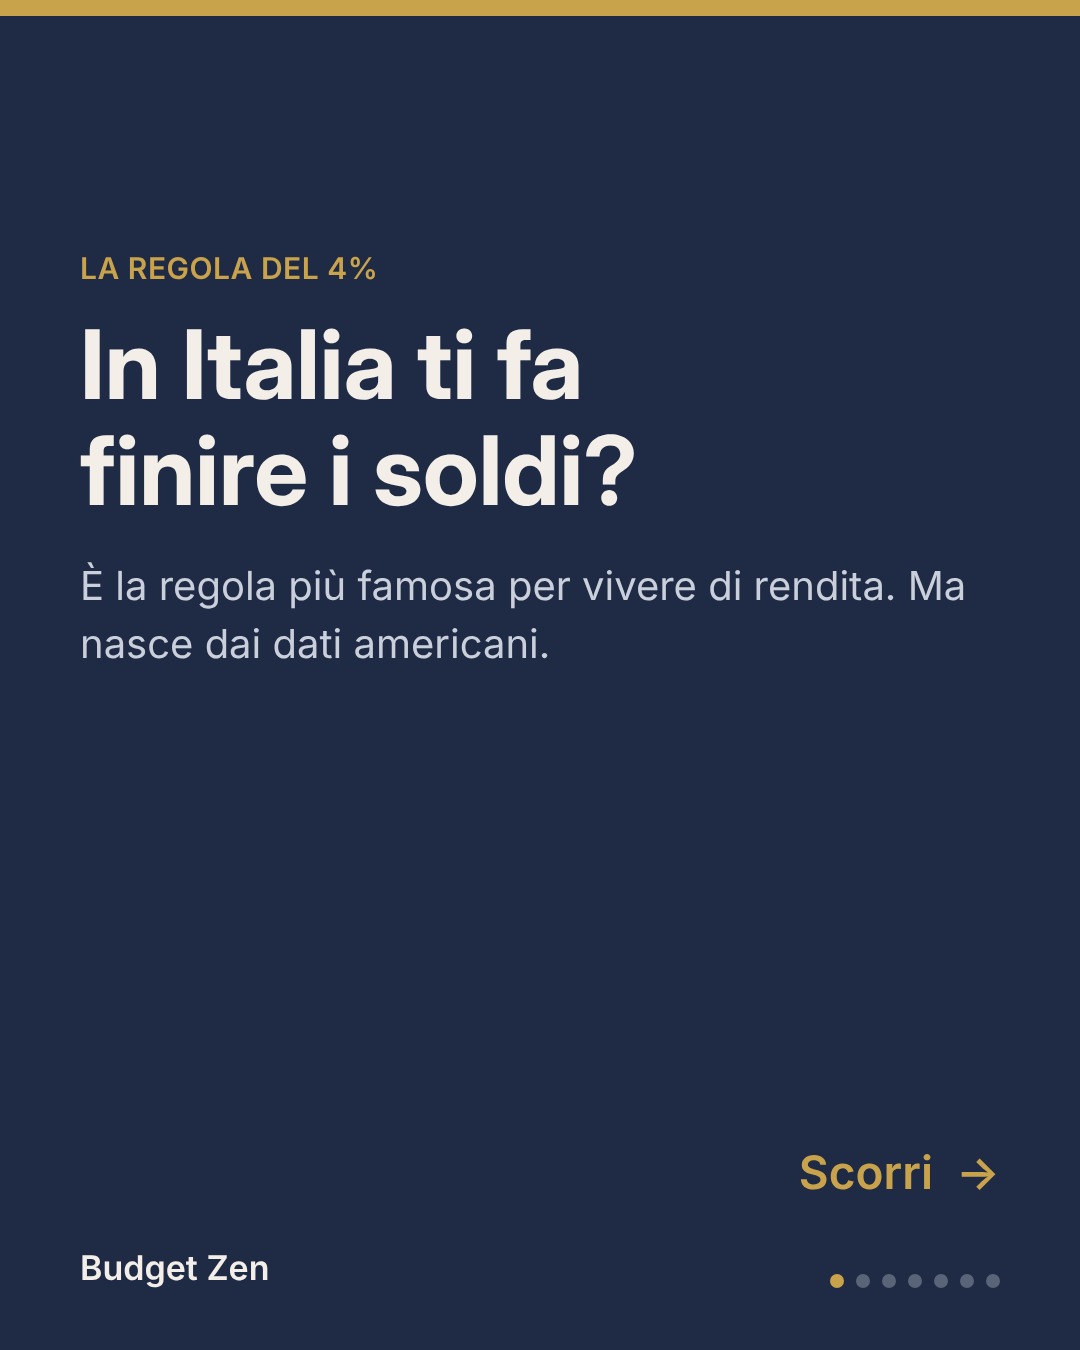 LA REGOLA DEL 4%
In Italia ti fa
finire i soldi?
È la regola più famosa per vivere di rendita. Ma
nasce dai dati americani.
Scorri →
Budget Zen